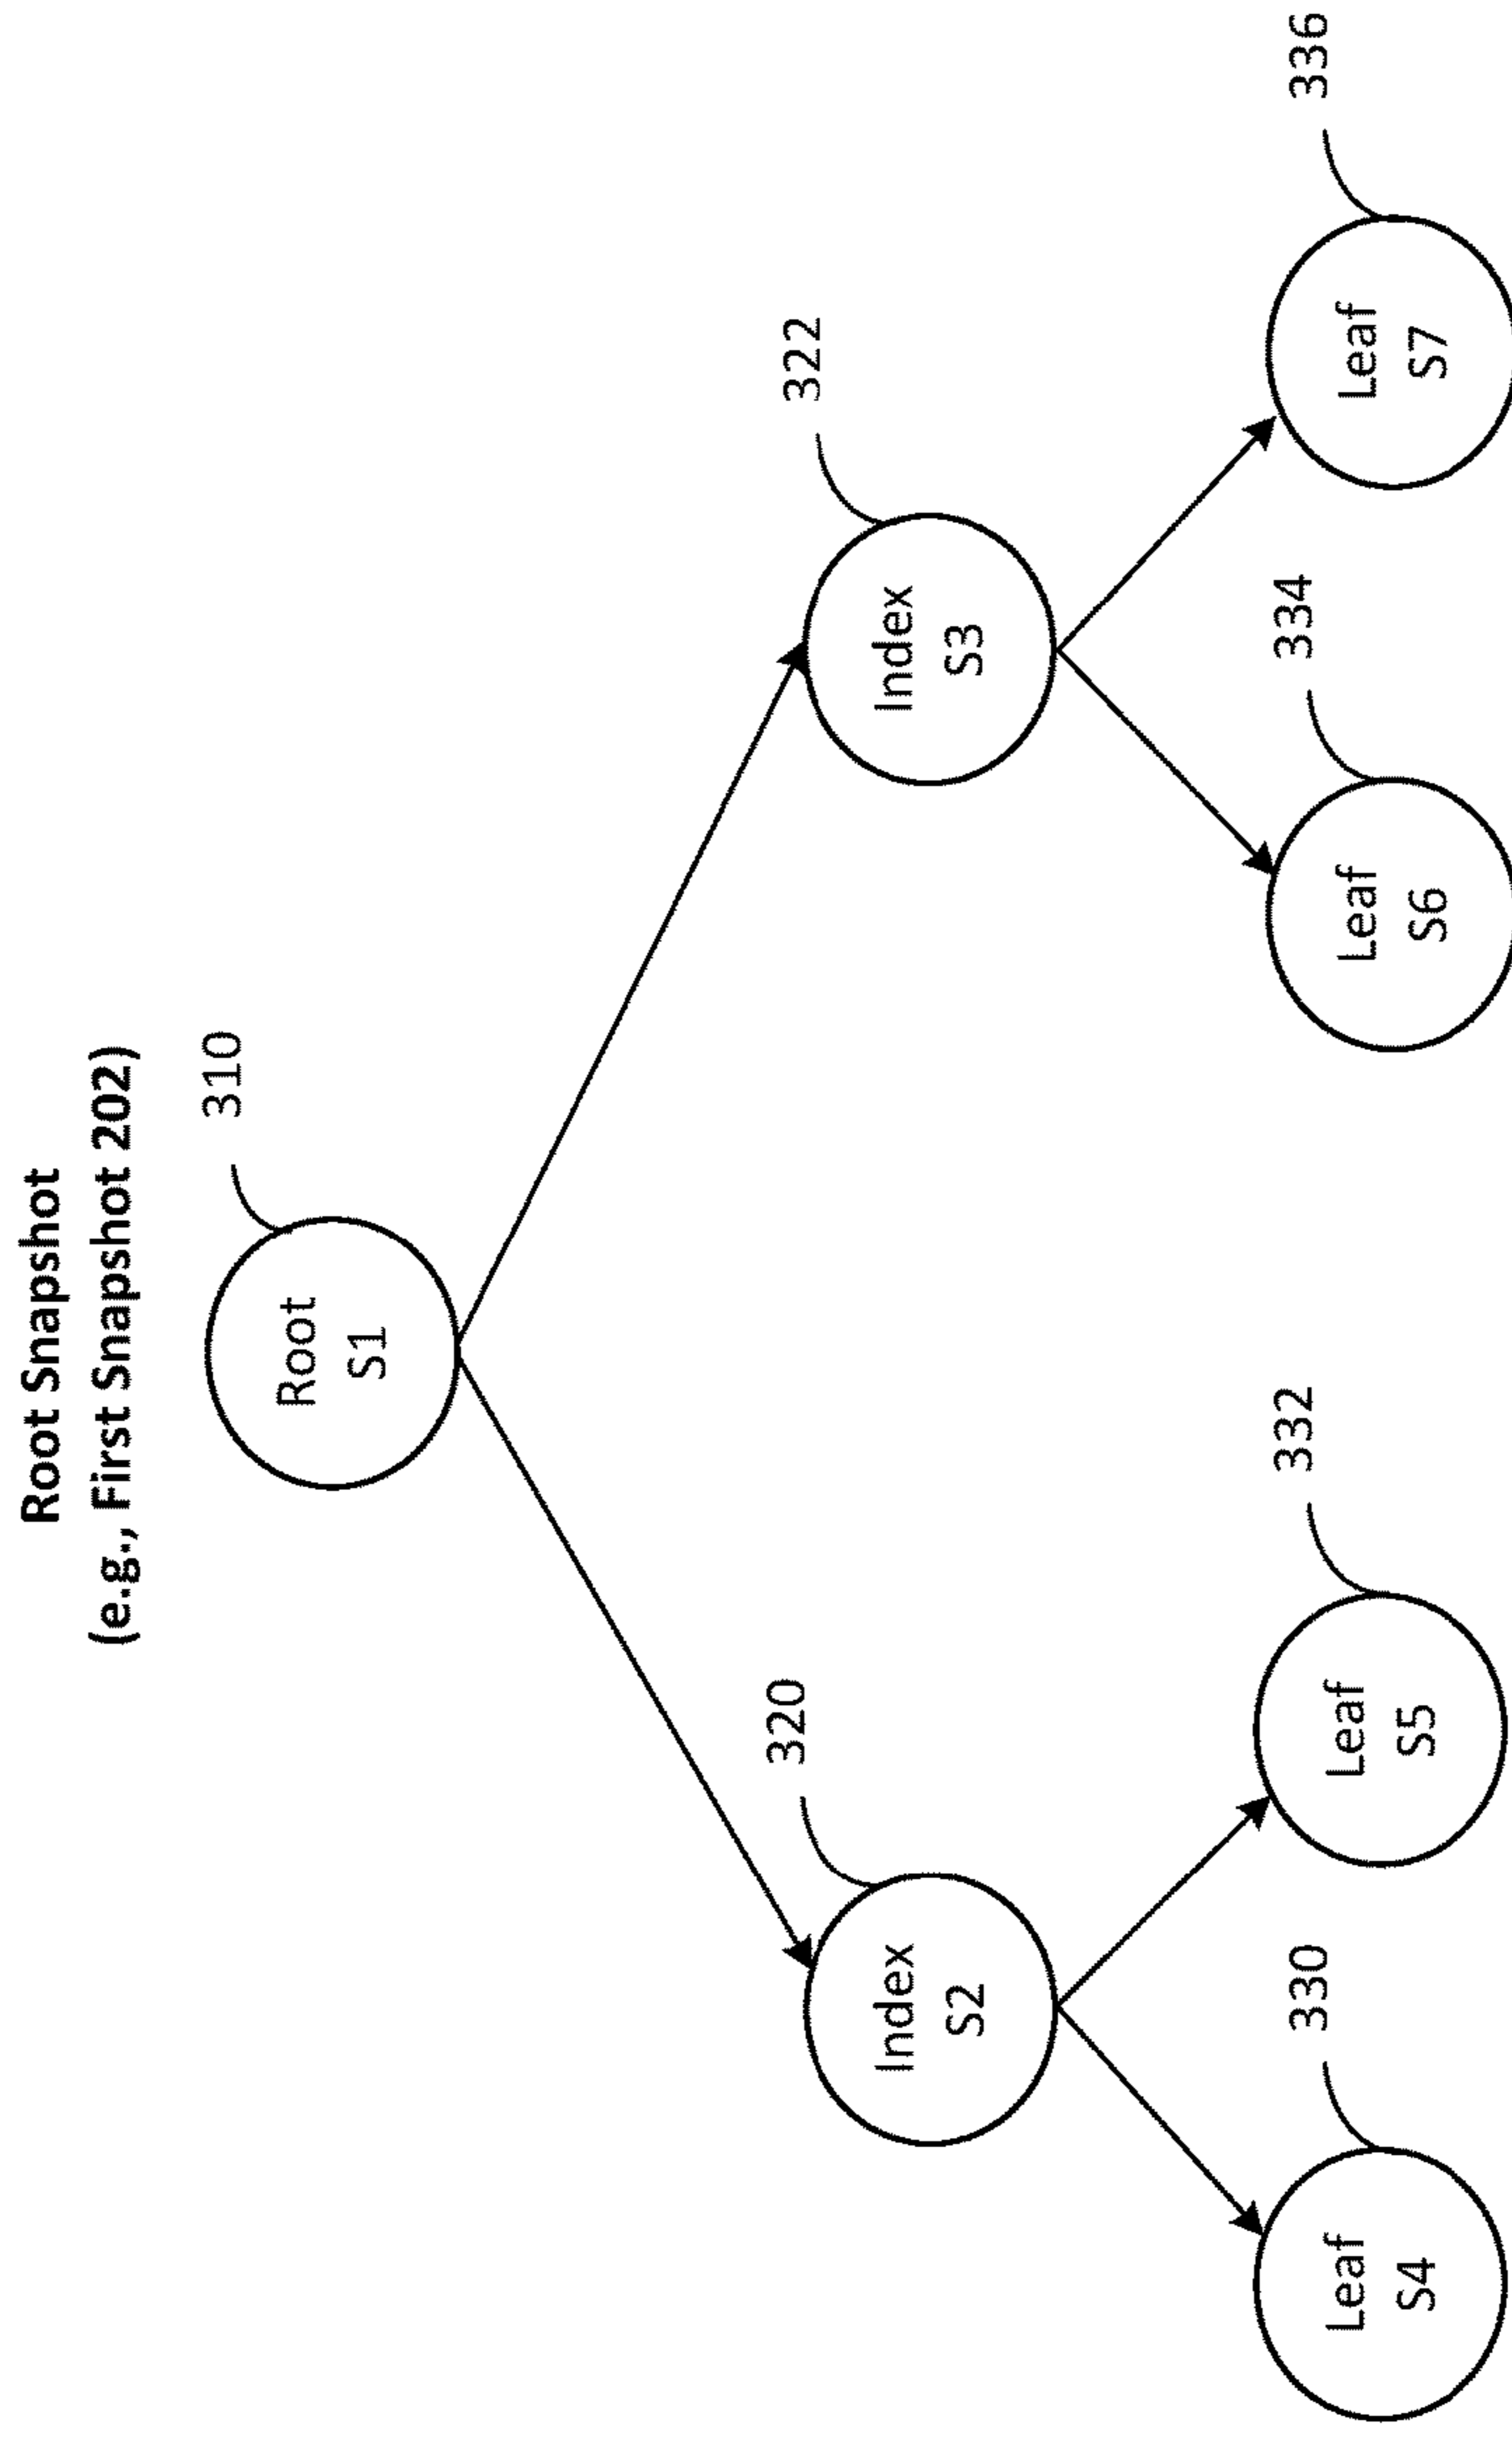 Root Snapshot
(e.g., First Snapshot 202)
310
Root
S1
320
Index
S2
322
Index
S3
330
Leaf
S4
332
Leaf
S5
334
Leaf
S6
336
Leaf
S7